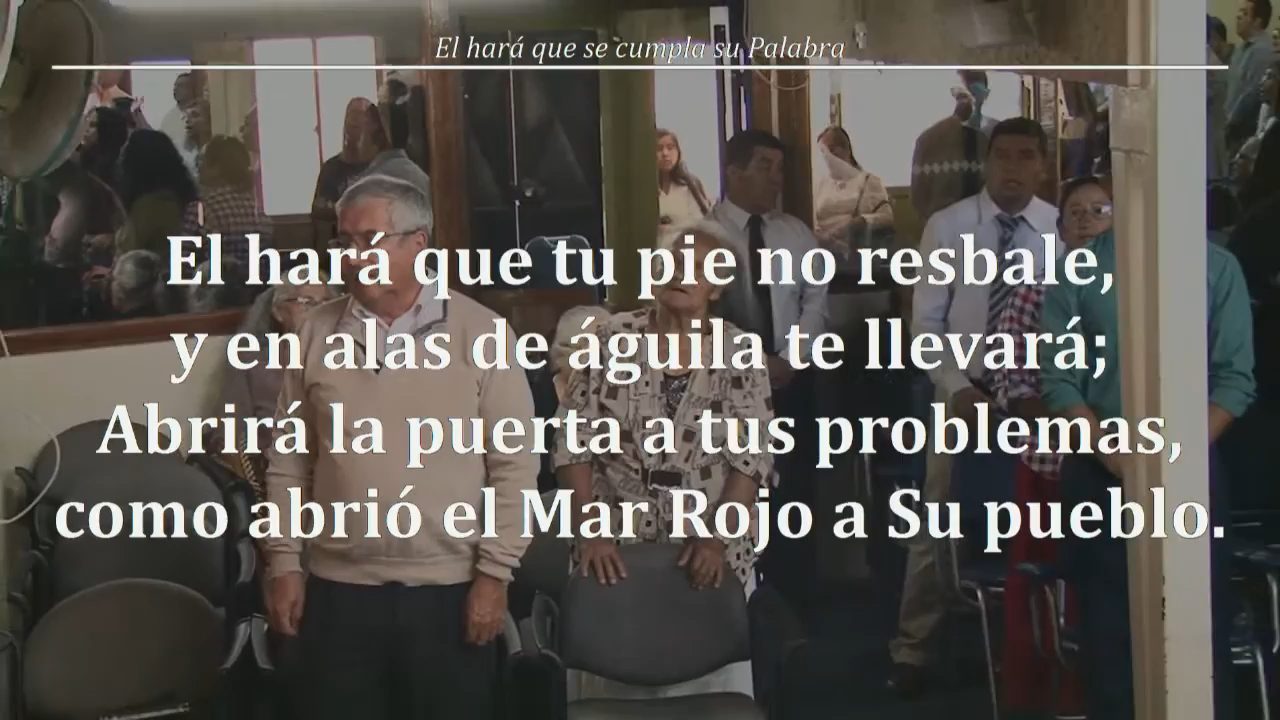 El hará que se cumpla su Palabra
El hará que tu pie no resbale,
y en alas de águila te llevará;
Abrirá la puerta a tus problemas,
como abrió el Mar Rojo a Su pueblo.